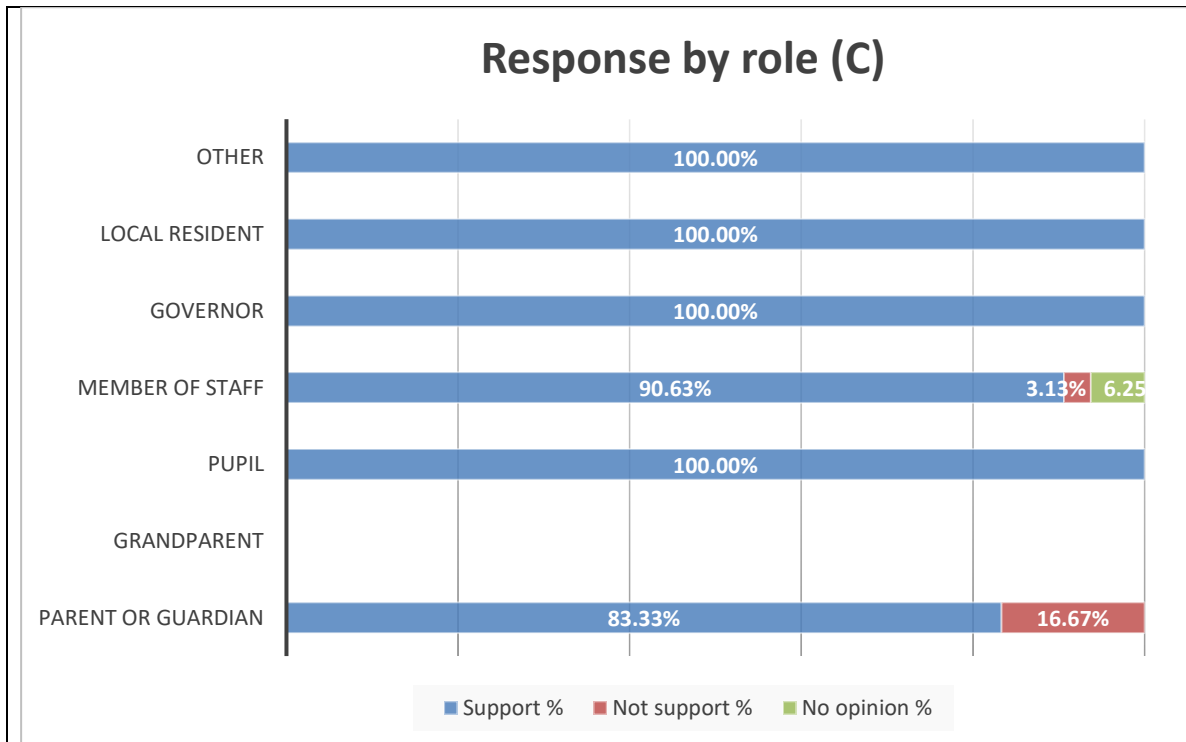 Response by role (C)
OTHER 100.00%
LOCAL RESIDENT 100.00%
GOVERNOR 100.00%
MEMBER OF STAFF 90.63% 3.13% 6.25
PUPIL 100.00%
GRANDPARENT
PARENT OR GUARDIAN 83.33% 16.67%
Support % Not support % No opinion %